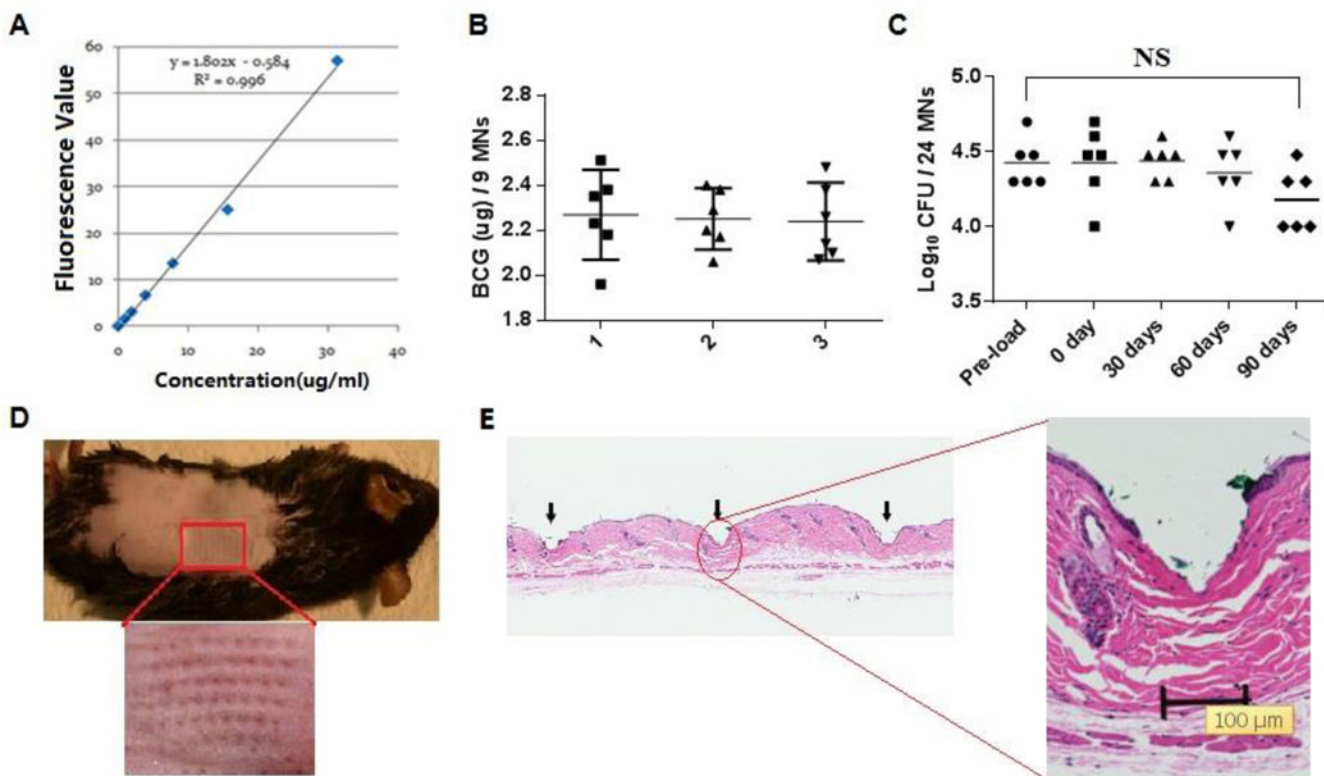 A
Fluorescence Value
60
50
40
30
20
10
0
y = 1.802x - 0.584
R² = 0.996
0 10 20 30 40
Concentration(ug/ml)
B
BCG (ug) / 9 MNs
2.8
2.6
2.4
2.2
2.0
1.8
1 2 3
C
NS
Log₁₀ CFU / 24 MNs
5.0
4.5
4.0
3.5
Pre-load 0 day 30 days 60 days 90 days
D
E
100 µm